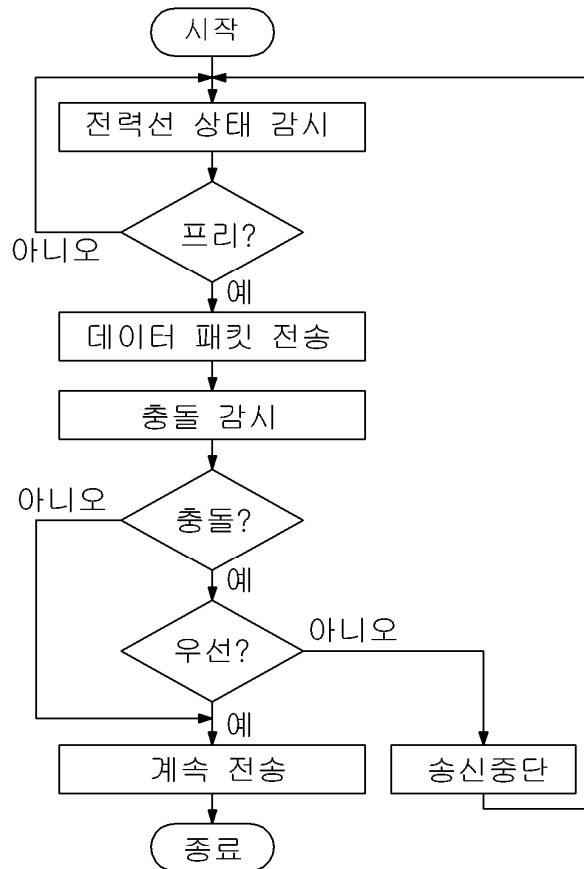 시작
전력선 상태 감시
프리?
아니오
예
데이터 패킷 전송
충돌 감시
아니오
충돌?
예
우선?
아니오
예
계속 전송
송신중단
종료